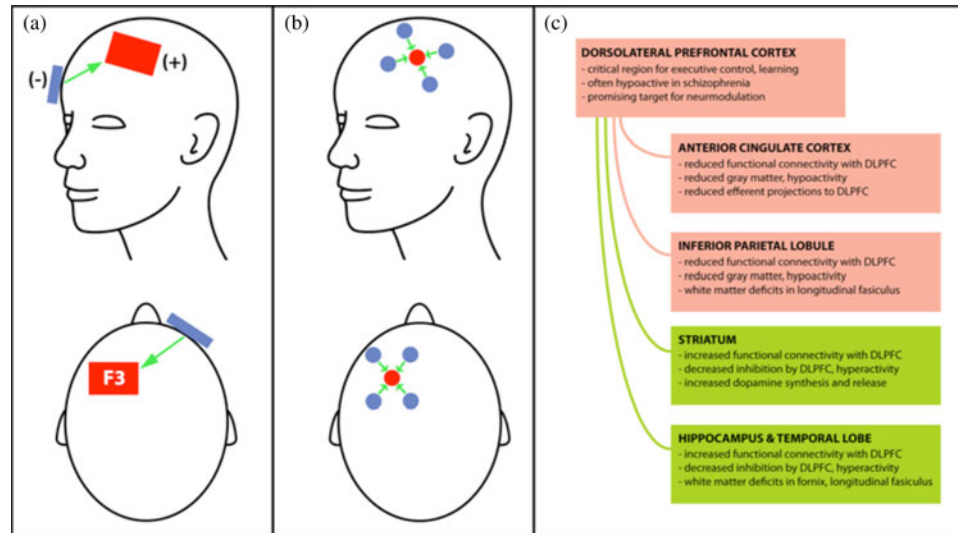 (a)
(-)
(+)
F3
(b)
(c)
DORSOLATERAL PREFRONTAL CORTEX
- critical region for executive control, learning
- often hypoactive in schizophrenia
- promising target for neurmodulation
ANTERIOR CINGULATE CORTEX
- reduced functional connectivity with DLPFC
- reduced gray matter, hypoactivity
- reduced efferent projections to DLPFC
INFERIOR PARIETAL LOBULE
- reduced functional connectivity with DLPFC
- reduced gray matter, hypoactivity
- white matter deficits in longitudinal fasiculus
STRIATUM
- increased functional connectivity with DLPFC
- decreased inhibition by DLPFC, hyperactivity
- increased dopamine synthesis and release
HIPPOCAMPUS & TEMPORAL LOBE
- increased functional connectivity with DLPFC
- decreased inhibition by DLPFC, hyperactivity
- white matter deficits in fornix, longitudinal fasiculus